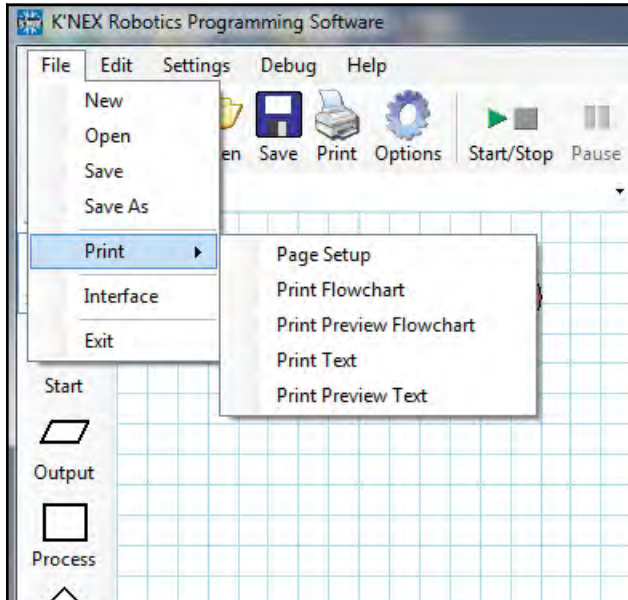 K'NEX Robotics Programming Software
File Edit Settings Debug Help
New
Open
Save
Save As
Print
Interface
Exit
en Save Print Options Start/Stop Pause
Page Setup
Print Flowchart
Print Preview Flowchart
Print Text
Print Preview Text
Start
Output
Process